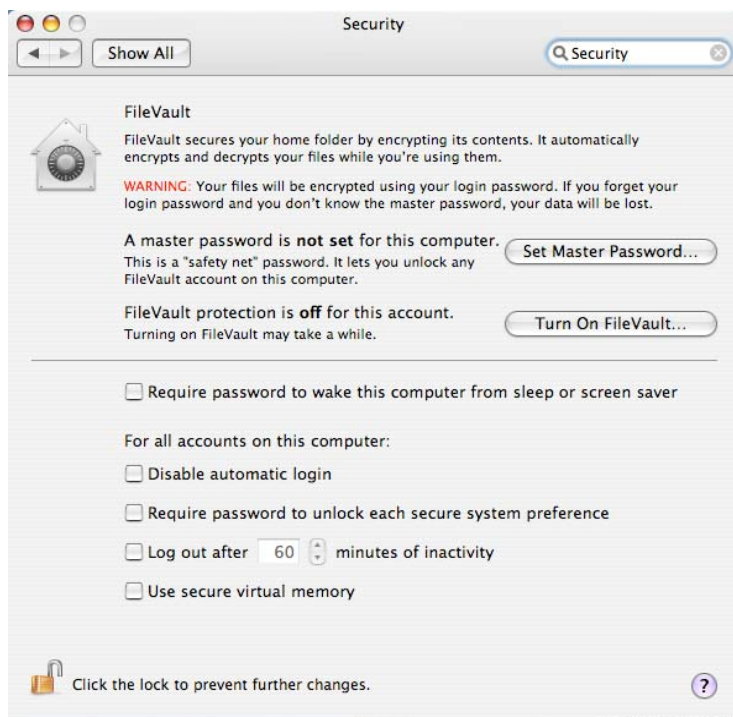 Security
Show All
Security
FileVault
FileVault secures your home folder by encrypting its contents. It automatically
encrypts and decrypts your files while you're using them.
WARNING: Your files will be encrypted using your login password. If you forget your
login password and you don't know the master password, your data will be lost.
A master password is not set for this computer.
This is a "safety net" password. It lets you unlock any
FileVault account on this computer.
Set Master Password...
FileVault protection is off for this account.
Turning on FileVault may take a while.
Turn On FileVault...
Require password to wake this computer from sleep or screen saver
For all accounts on this computer:
Disable automatic login
Require password to unlock each secure system preference
Log out after 60 minutes of inactivity
Use secure virtual memory
Click the lock to prevent further changes.
?